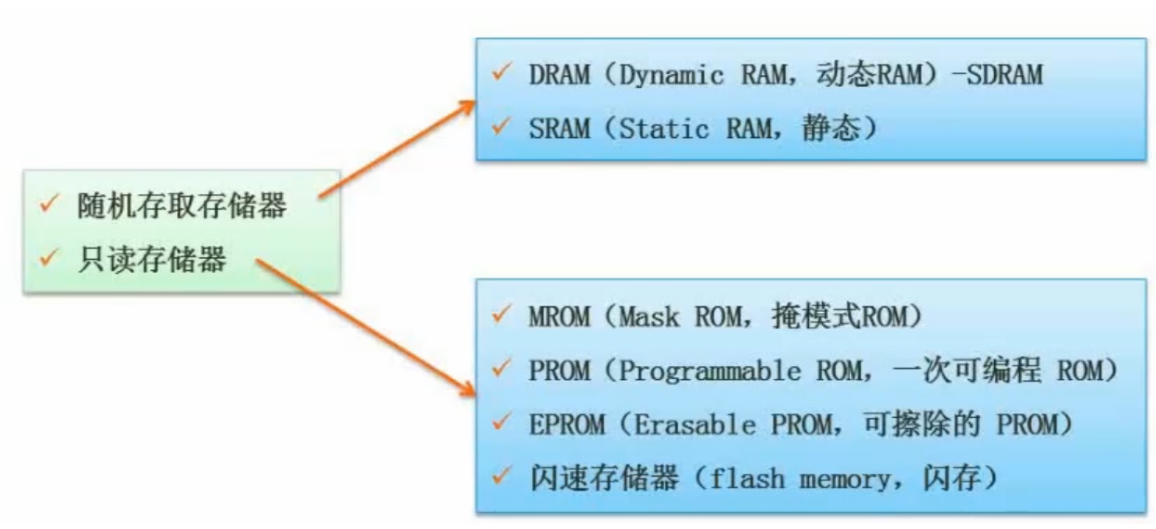 随机存取存储器
只读存储器
DRAM（Dynamic RAM，动态RAM）-SDRAM
SRAM（Static RAM，静态）
MROM（Mask ROM，掩模式ROM）
PROM（Programmable ROM，一次可编程 ROM）
EPROM（Erasable PROM，可擦除的 PROM）
闪速存储器（flash memory，闪存）